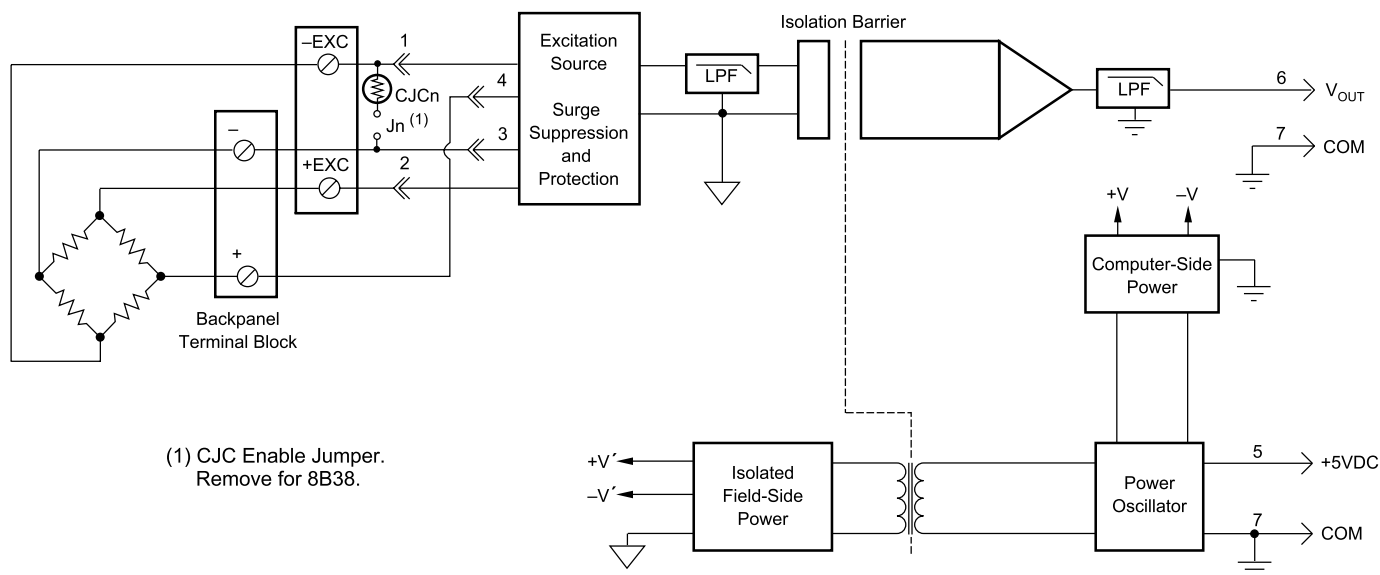 Isolation Barrier
–EXC
1
Excitation
Source
Surge
Suppression
and
Protection
LPF
LPF
6
V_OUT
4
CJCn
Jn (1)
–
3
7
COM
+EXC
2
+
Backpanel
Terminal Block
+V
–V
Computer-Side
Power
(1) CJC Enable Jumper.
Remove for 8B38.
+V´
–V´
Isolated
Field-Side
Power
Power
Oscillator
5
+5VDC
7
COM